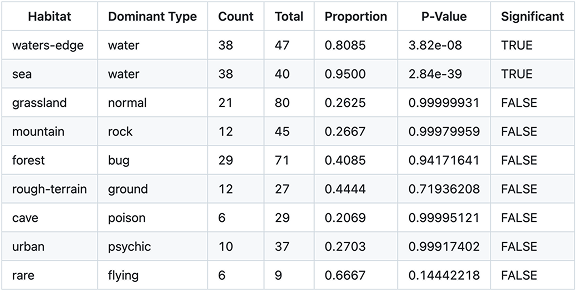 Habitat Dominant Type Count Total Proportion P-Value Significant
waters-edge water 38 47 0.8085 3.82e-08 TRUE
sea water 38 40 0.9500 2.84e-39 TRUE
grassland normal 21 80 0.2625 0.99999931 FALSE
mountain rock 12 45 0.2667 0.99979959 FALSE
forest bug 29 71 0.4085 0.94171641 FALSE
rough-terrain ground 12 27 0.4444 0.71936208 FALSE
cave poison 6 29 0.2069 0.99995121 FALSE
urban psychic 10 37 0.2703 0.99917402 FALSE
rare flying 6 9 0.6667 0.14442218 FALSE